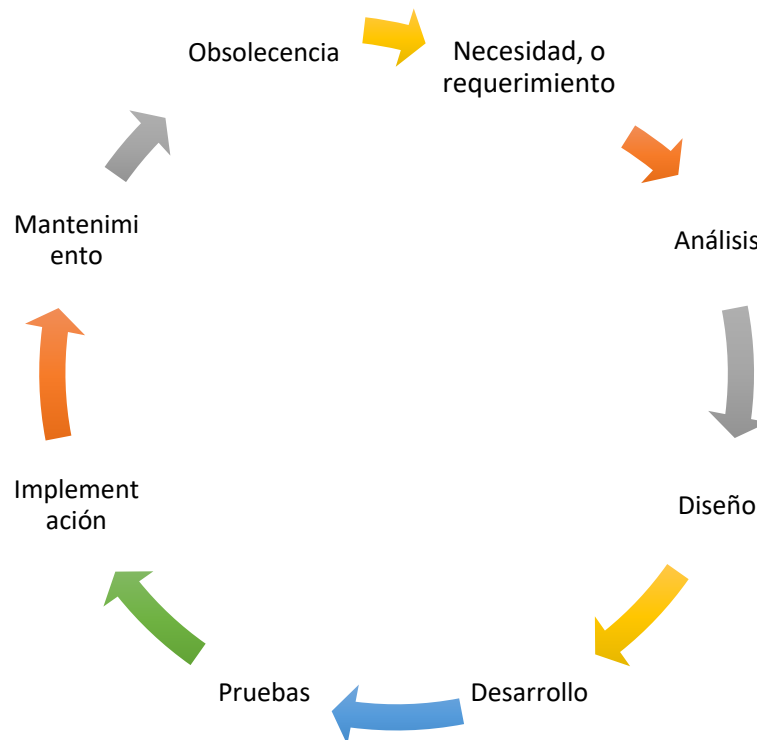 Obsolecencia
Necesidad, o
requerimiento
Análisis
Diseño
Desarrollo
Pruebas
Implement
ación
Mantenimi
ento